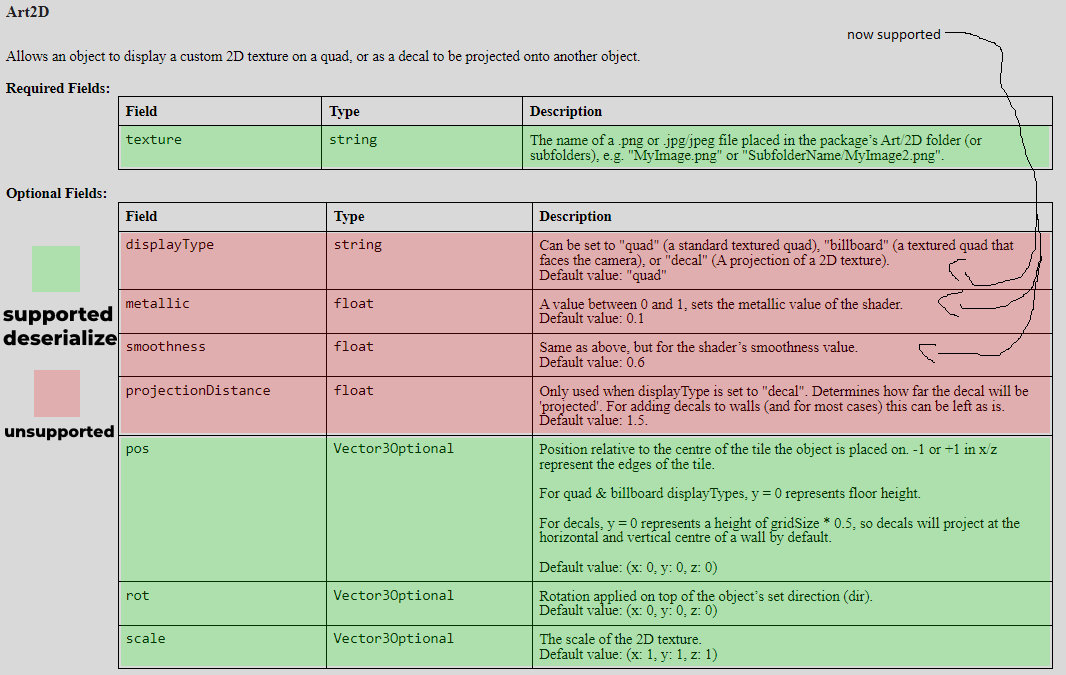 Art2D
now supported
Allows an object to display a custom 2D texture on a quad, or as a decal to be projected onto another object.
Required Fields:
Field Type Description
texture string The name of a .png or .jpg/jpeg file placed in the package's Art/2D folder (or
subfolders), e.g. "MyImage.png" or "SubfolderName/MyImage2.png".
Optional Fields:
Field Type Description
displayType string Can be set to "quad" (a standard textured quad), "billboard" (a textured quad that
faces the camera), or "decal" (A projection of a 2D texture).
Default value: "quad"
metallic float A value between 0 and 1, sets the metallic value of the shader.
Default value: 0.1
supported
deserialize
smoothness float Same as above, but for the shader's smoothness value.
Default value: 0.6
projectionDistance float Only used when displayType is set to "decal". Determines how far the decal will be
'projected'. For adding decals to walls (and for most cases) this can be left as is.
Default value: 1.5.
unsupported
pos Vector3Optional Position relative to the centre of the tile the object is placed on. -1 or +1 in x/z
represent the edges of the tile.
For quad & billboard displayTypes, y = 0 represents floor height.
For decals, y = 0 represents a height of gridSize * 0.5, so decals will project at the
horizontal and vertical centre of a wall by default.
Default value: (x: 0, y: 0, z: 0)
rot Vector3Optional Rotation applied on top of the object's set direction (dir).
Default value: (x: 0, y: 0, z: 0)
scale Vector3Optional The scale of the 2D texture.
Default value: (x: 1, y: 1, z: 1)